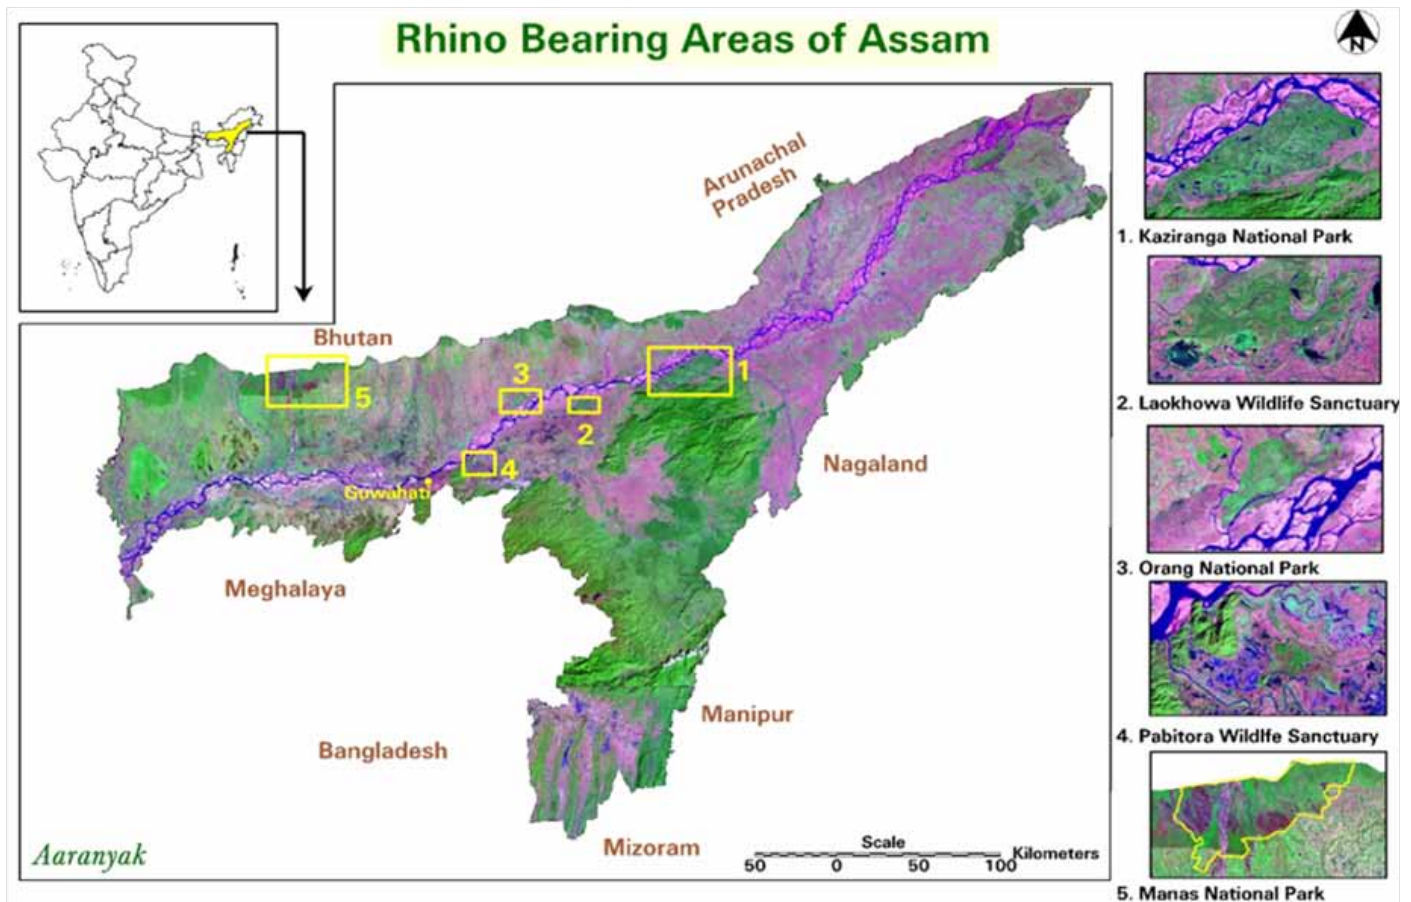 Rhino Bearing Areas of Assam
N
Arunachal
Pradesh
Bhutan
5
3
2
1
4
Guwahati
Nagaland
Meghalaya
Manipur
Bangladesh
Mizoram
Aaranyak
Scale
50 0 50 100 Kilometers
1. Kaziranga National Park
2. Laokhowa Wildlife Sanctuary
3. Orang National Park
4. Pabitora Wildlfe Sanctuary
5. Manas National Park